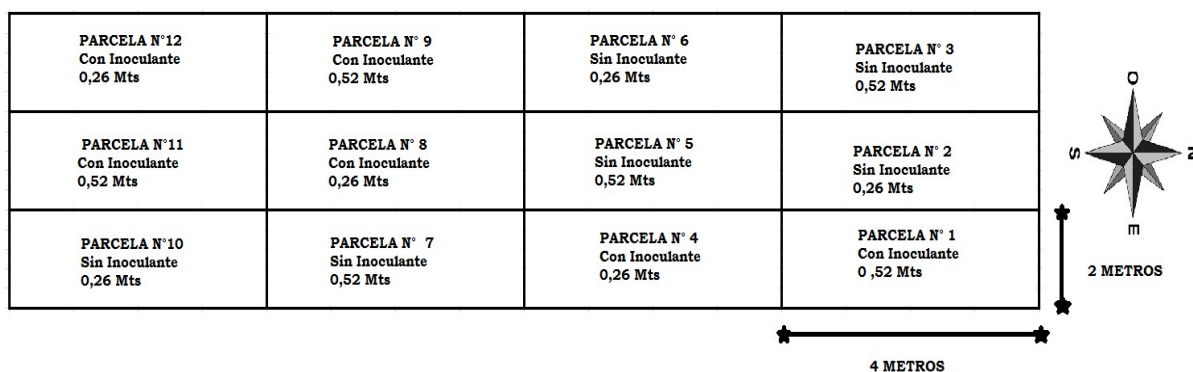 PARCELA N°12
Con Inoculante
0,26 Mts
PARCELA N° 9
Con Inoculante
0,52 Mts
PARCELA N° 6
Sin Inoculante
0,26 Mts
PARCELA N° 3
Sin Inoculante
0,52 Mts
PARCELA N°11
Con Inoculante
0,52 Mts
PARCELA N° 8
Con Inoculante
0,26 Mts
PARCELA N° 5
Sin Inoculante
0,52 Mts
PARCELA N° 2
Sin Inoculante
0,26 Mts
PARCELA N°10
Sin Inoculante
0,26 Mts
PARCELA N° 7
Sin Inoculante
0,52 Mts
PARCELA N° 4
Con Inoculante
0,26 Mts
PARCELA N° 1
Con Inoculante
0 ,52 Mts
O
S
N
E
2 METROS
4 METROS